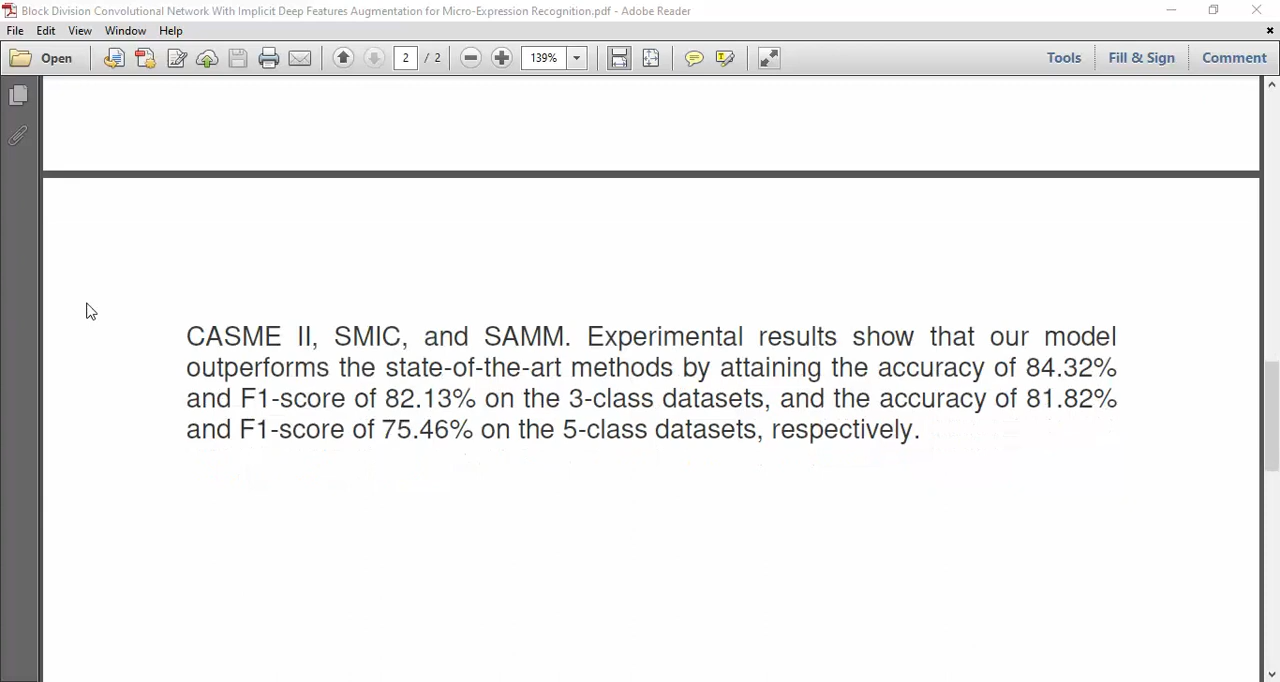 Block Division Convolutional Network With Implicit Deep Features Augmentation for Micro-Expression Recognition.pdf - Adobe Reader
File Edit View Window Help
Open 2 / 2 139% Tools Fill & Sign Comment
CASME II, SMIC, and SAMM. Experimental results show that our model
outperforms the state-of-the-art methods by attaining the accuracy of 84.32%
and F1-score of 82.13% on the 3-class datasets, and the accuracy of 81.82%
and F1-score of 75.46% on the 5-class datasets, respectively.